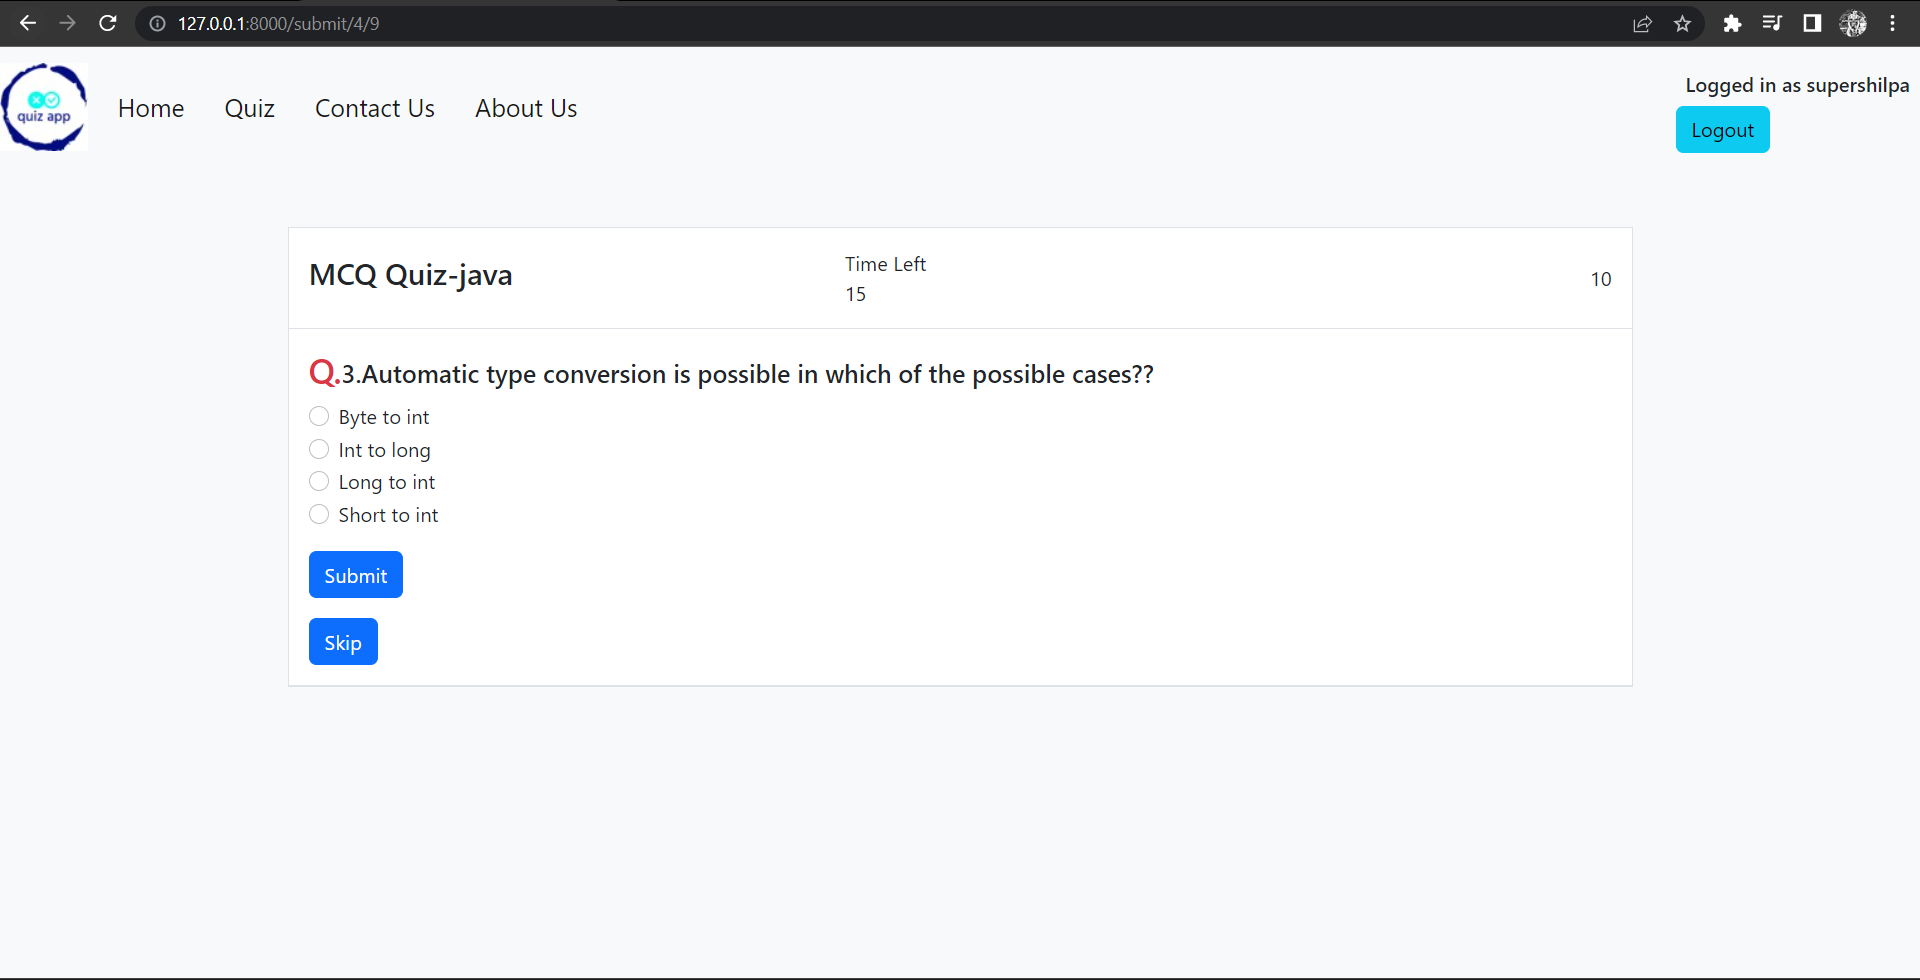 127.0.0.1:8000/submit/4/9
quiz app
Home Quiz Contact Us About Us
Logged in as supershilpa
Logout
MCQ Quiz-java
Time Left
15
10
Q.3.Automatic type conversion is possible in which of the possible cases??
Byte to int
Int to long
Long to int
Short to int
Submit
Skip